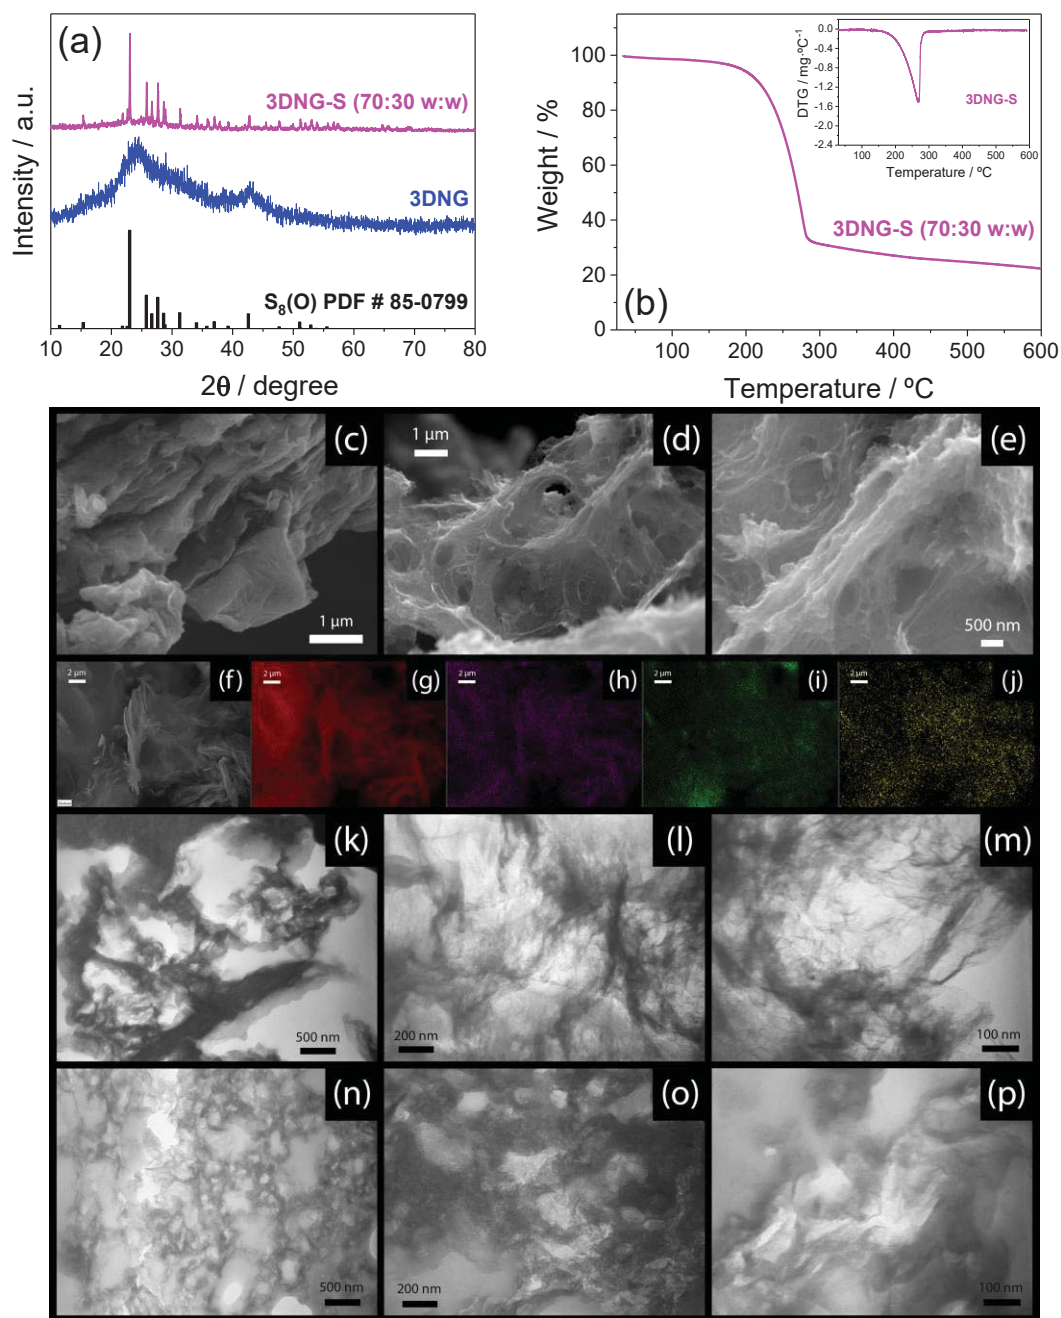 (a)
3DNG-S (70:30 w:w)
3DNG
S₈(O) PDF # 85-0799
Intensity / a.u.
10 20 30 40 50 60 70 80
2θ / degree
(b)
100
80
60
40
20
0
Weight / %
3DNG-S (70:30 w:w)
100 200 300 400 500 600
Temperature / ºC
0.0
-0.6
-1.2
-1.8
-2.4
DTG / mg·ºC⁻¹
3DNG-S
100 200 300 400 500 600
Temperature / ºC
(c)
1 µm
(d)
1 µm
(e)
500 nm
(f)
2 µm
(g)
2 µm
(h)
2 µm
(i)
2 µm
(j)
2 µm
(k)
500 nm
(l)
200 nm
(m)
100 nm
(n)
500 nm
(o)
200 nm
(p)
100 nm